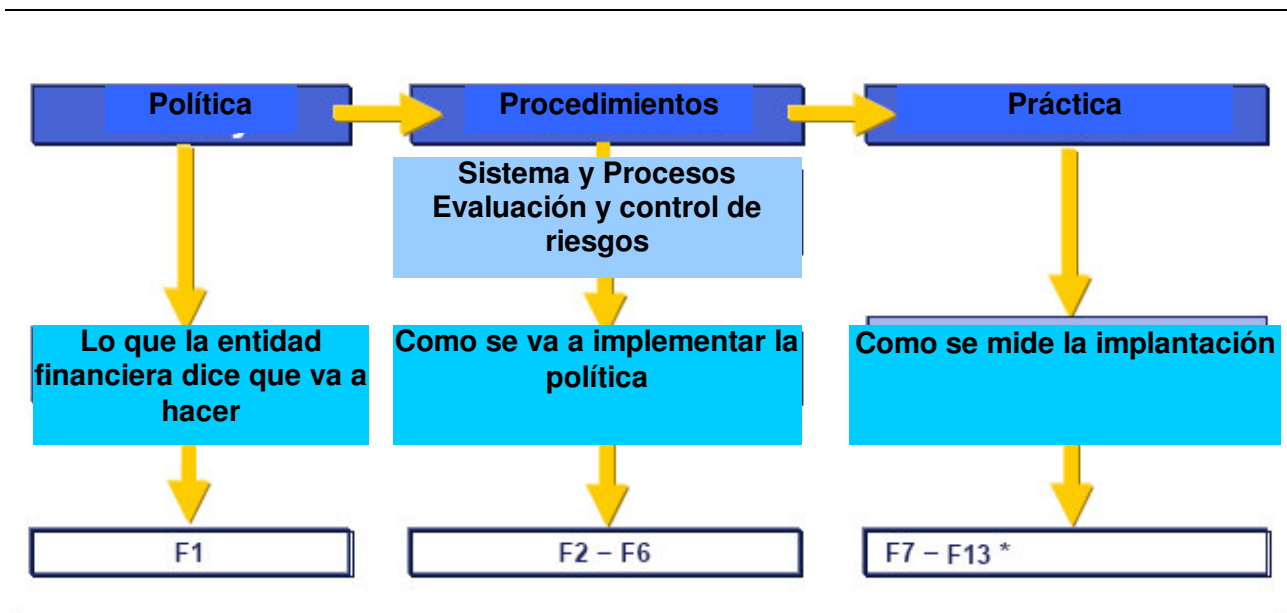 Política
Procedimientos
Práctica
Sistema y Procesos
Evaluación y control de
riesgos
Lo que la entidad
financiera dice que va a
hacer
Como se va a implementar la
política
Como se mide la implantación
F1
F2 – F6
F7 – F13 *